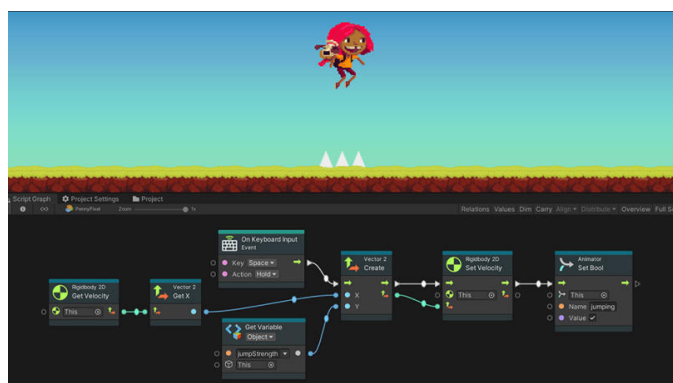 Script Graph Project Settings Project
PennyPixel Zoom 1x Relations Values Dim Carry Align Distribute Overview Full S
On Keyboard Input
Event
Key Space
Action Hold
Rigidbody 2D
Get Velocity
This
Vector 2
Get X
Get Variable
Object
jumpStrength
This
Vector 2
Create
X
Y
Rigidbody 2D
Set Velocity
This
Animator
Set Bool
This
Name jumping
Value